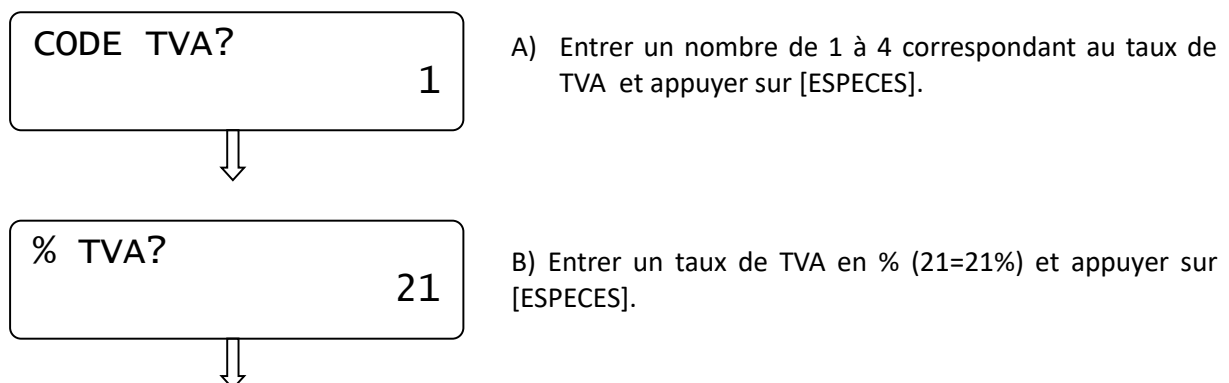 CODE TVA?
1
A) Entrer un nombre de 1 à 4 correspondant au taux de
TVA et appuyer sur [ESPECES].
% TVA?
21
B) Entrer un taux de TVA en % (21=21%) et appuyer sur
[ESPECES].